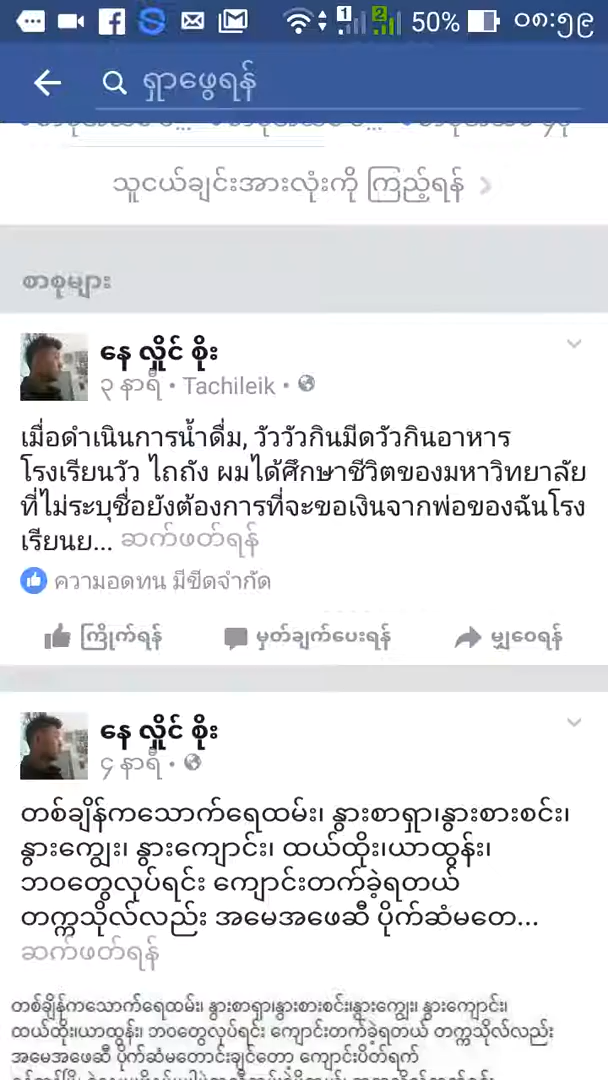 1
2
50%
၀၈:၅၉
ရှာဖွေရန်
သူငယ်ချင်းအားလုံးကို ကြည့်ရန်
စာစုများ
နေ လှိုင် စိုး
၃ နာရီ • Tachileik •
เมื่อดำเนินการน้ำดื่ม, วัววัวกินมีดวัวกินอาหาร
โรงเรียนวัว ไถถัง ผมได้ศึกษาชีวิตของมหาวิทยาลัย
ที่ไม่ระบุชื่อยังต้องการที่จะขอเงินจากพ่อของฉันโรง
เรียนย... ဆက်ဖတ်ရန်
ความอดทน มีขีดจำกัด
ကြိုက်ရန်
မှတ်ချက်ပေးရန်
မျှဝေရန်
နေ လှိုင် စိုး
၄ နာရီ •
တစ်ချိန်ကသောက်ရေထမ်း၊ နွားစာရှာ၊နွားစားစင်း၊
နွားကျွေး၊ နွားကျောင်း၊ ထယ်ထိုး၊ယာထွန်း၊
ဘဝတွေလုပ်ရင်း ကျောင်းတက်ခဲ့ရတယ်
တက္ကသိုလ်လည်း အမေအဖေဆီ ပိုက်ဆံမတေ...
ဆက်ဖတ်ရန်
တစ်ချိန်ကသောက်ရေထမ်း၊ နွားစာရှာ၊နွားစားစင်း၊နွားကျွေး၊ နွားကျောင်း၊
ထယ်ထိုး၊ယာထွန်း၊ ဘဝတွေလုပ်ရင်း ကျောင်းတက်ခဲ့ရတယ် တက္ကသိုလ်လည်း
အမေအဖေဆီ ပိုက်ဆံမတောင်းချင်တော့ ကျောင်းပိတ်ရက်